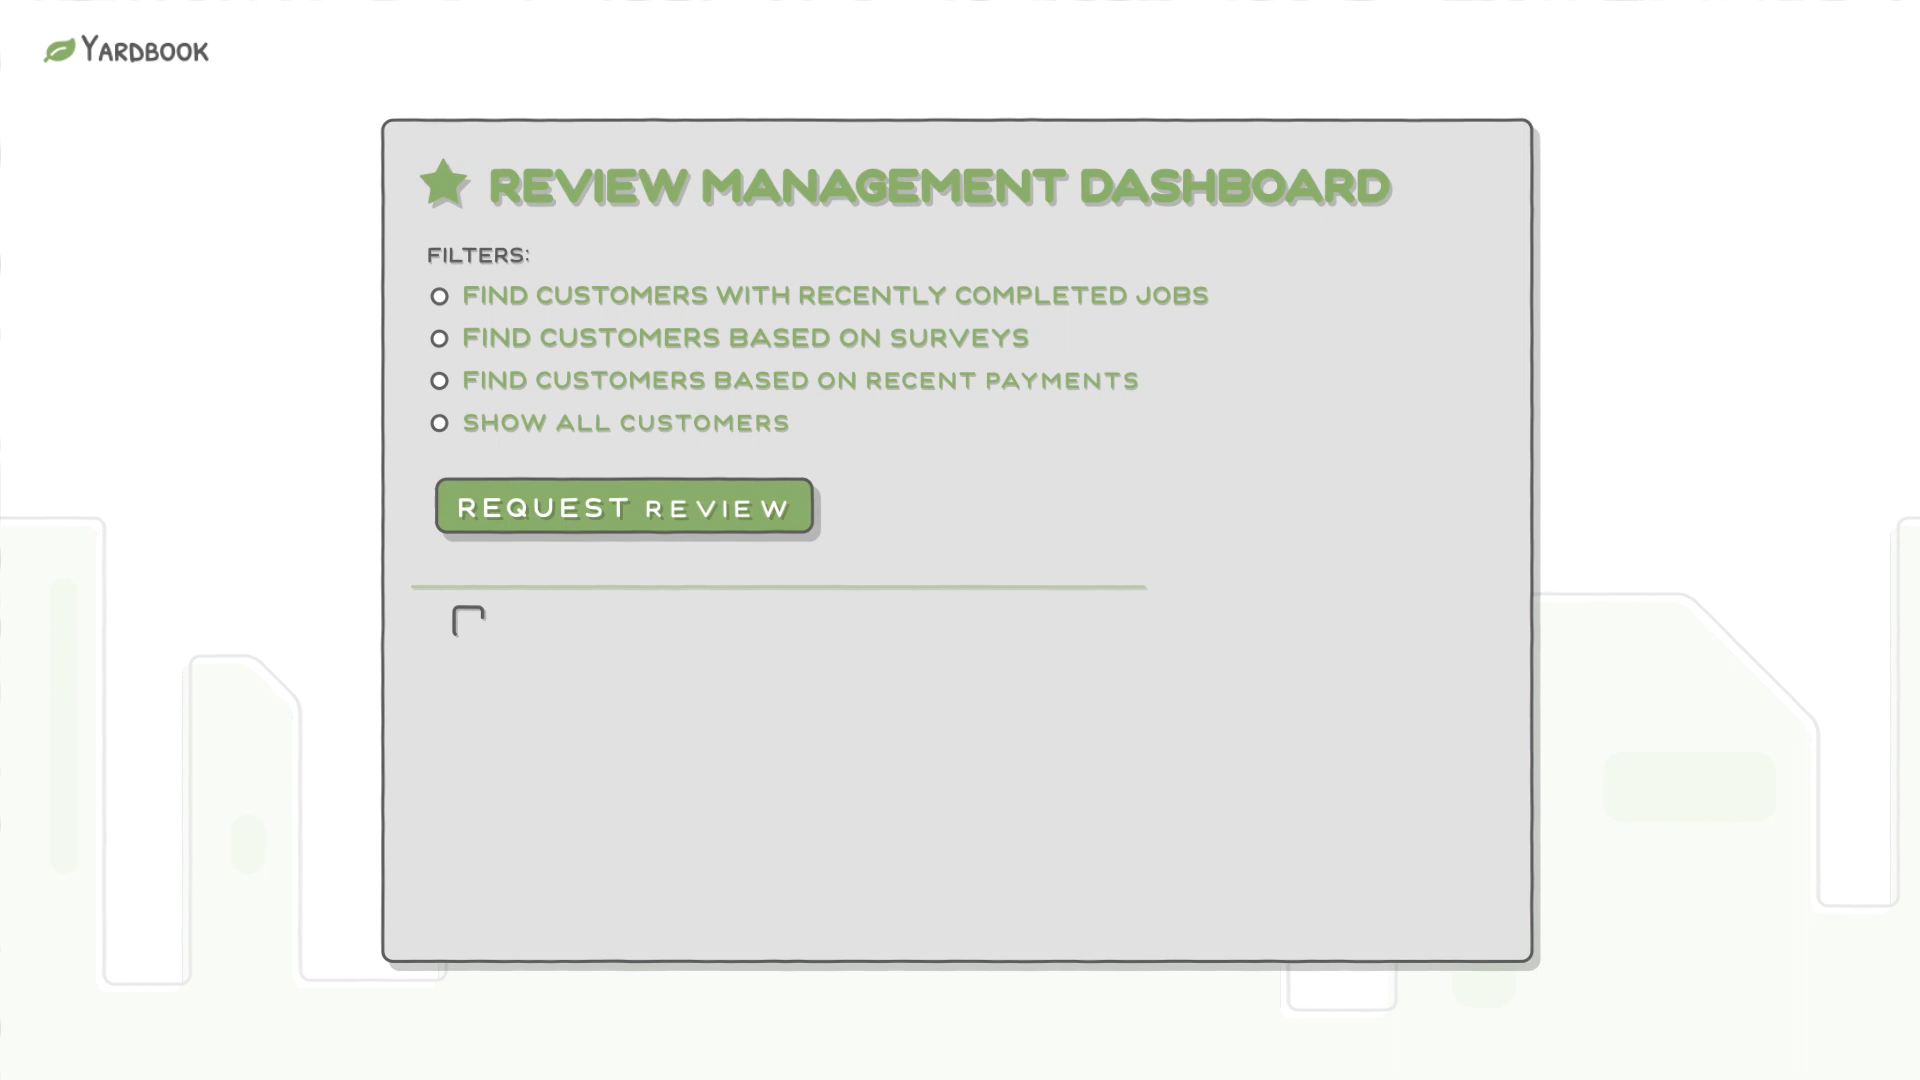 YARDBOOK
REVIEW MANAGEMENT DASHBOARD
FILTERS:
FIND CUSTOMERS WITH RECENTLY COMPLETED JOBS
FIND CUSTOMERS BASED ON SURVEYS
FIND CUSTOMERS BASED ON RECENT PAYMENTS
SHOW ALL CUSTOMERS
REQUEST REVIEW